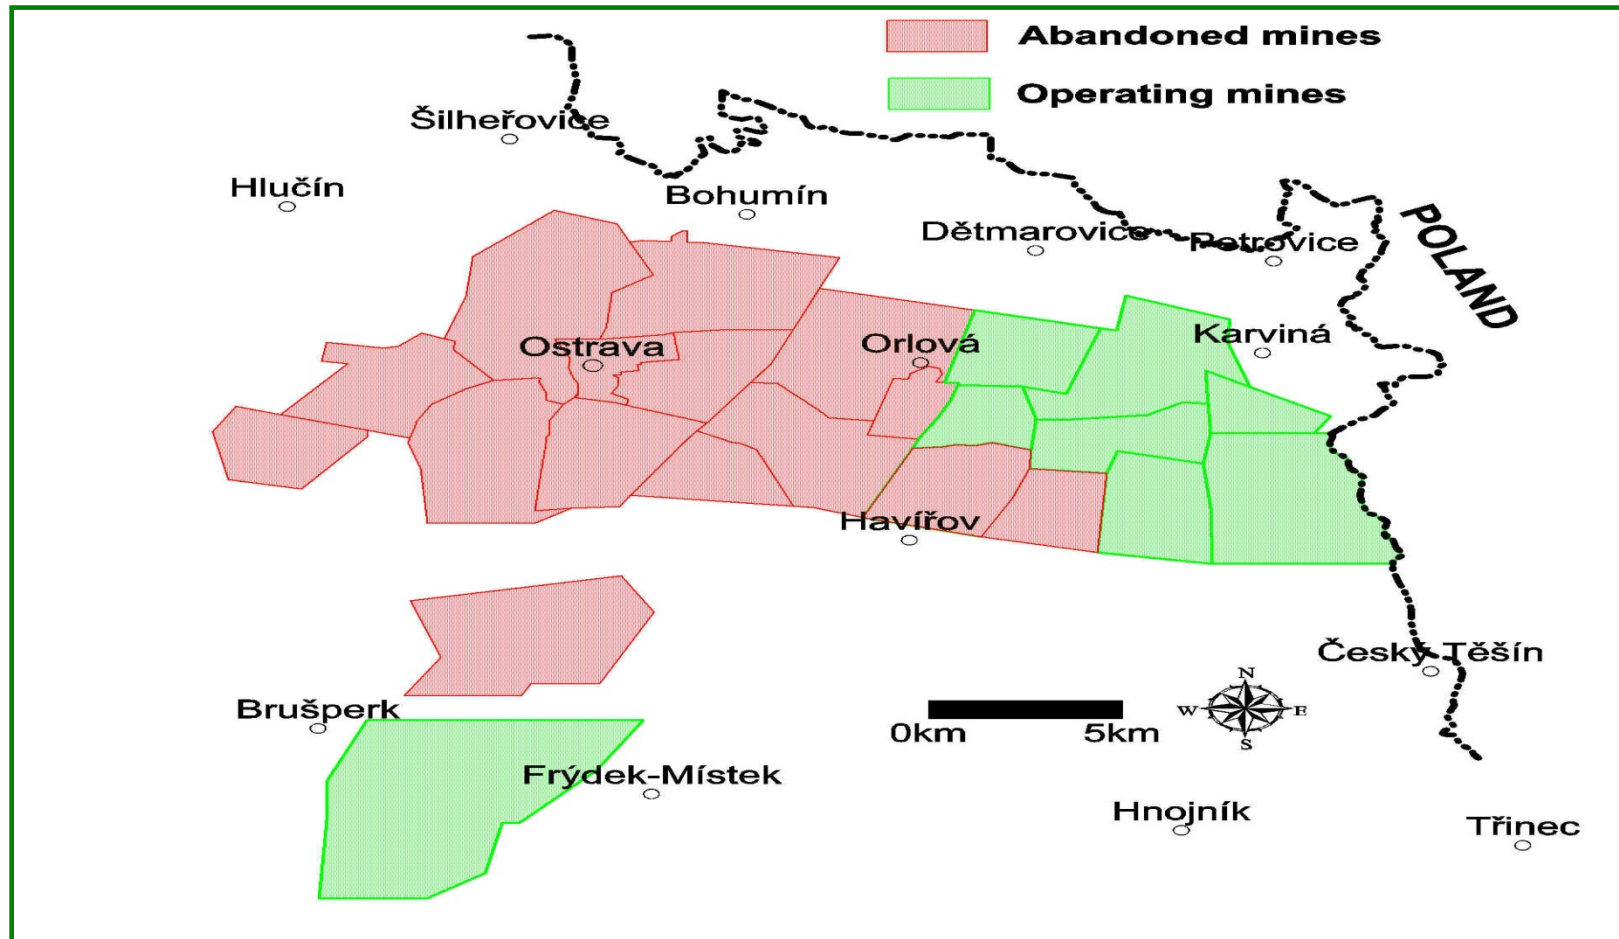 Abandoned mines
Operating mines
Šilheřovice
Hlučín
Bohumín
Dětmarovice
Petrovice
POLAND
Ostrava
Orlová
Karviná
Havířov
Český Těšín
Brušperk
N
W
E
S
0km
5km
Frýdek-Místek
Hnojník
Třinec